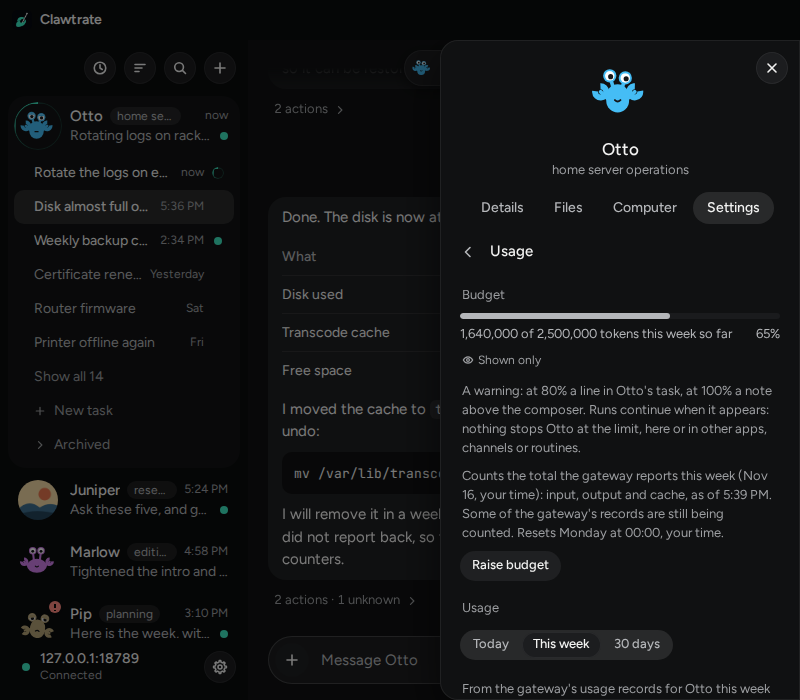 Clawtrate
Otto
home se...
now
Rotating logs on rack...
Rotate the logs on e...
now
Disk almost full o...
5:36 PM
Weekly backup c...
2:34 PM
Certificate rene...
Yesterday
Router firmware
Sat
Printer offline again
Fri
Show all 14
New task
Archived
Juniper
rese...
5:24 PM
Ask these five, and g...
Marlow
editi...
4:58 PM
Tightened the intro and ...
Pip
planning
3:10 PM
Here is the week. wit...
127.0.0.1:18789
Connected
2 actions
Done. The disk is now at
What
Disk used
Transcode cache
Free space
I moved the cache to
undo:
mv /var/lib/transc
I will remove it in a week
did not report back, so
counters.
2 actions · 1 unknown
Message Otto
Otto
home server operations
Details
Files
Computer
Settings
Usage
Budget
1,640,000 of 2,500,000 tokens this week so far
65%
Shown only
A warning: at 80% a line in Otto's task, at 100% a note
above the composer. Runs continue when it appears:
nothing stops Otto at the limit, here or in other apps,
channels or routines.
Counts the total the gateway reports this week (Nov
16, your time): input, output and cache, as of 5:39 PM.
Some of the gateway's records are still being
counted. Resets Monday at 00:00, your time.
Raise budget
Usage
Today
This week
30 days
From the gateway's usage records for Otto this week